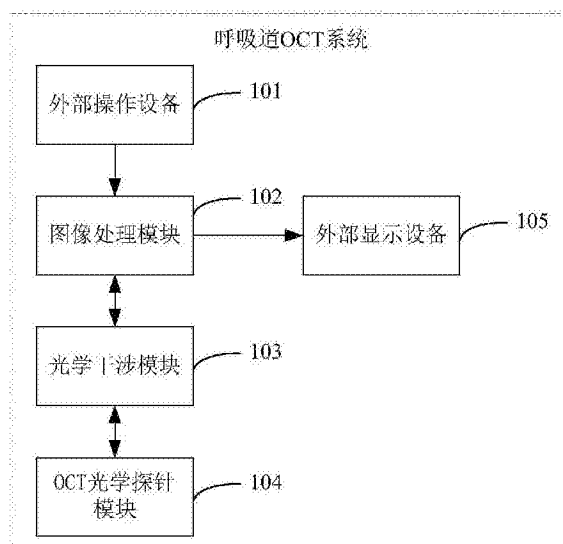 呼吸道OCT系统
外部操作设备
101
102
图像处理模块
外部显示设备
105
103
光学干涉模块
OCT光学探针
模块
104